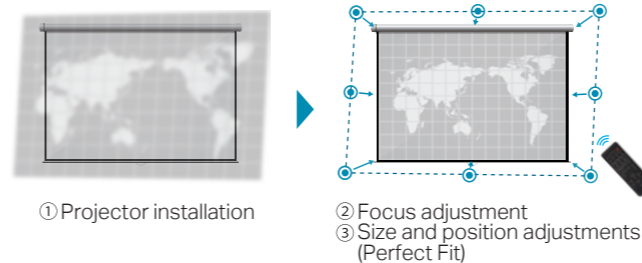 ①Projector installation
②Focus adjustment
③Size and position adjustments
(Perfect Fit)